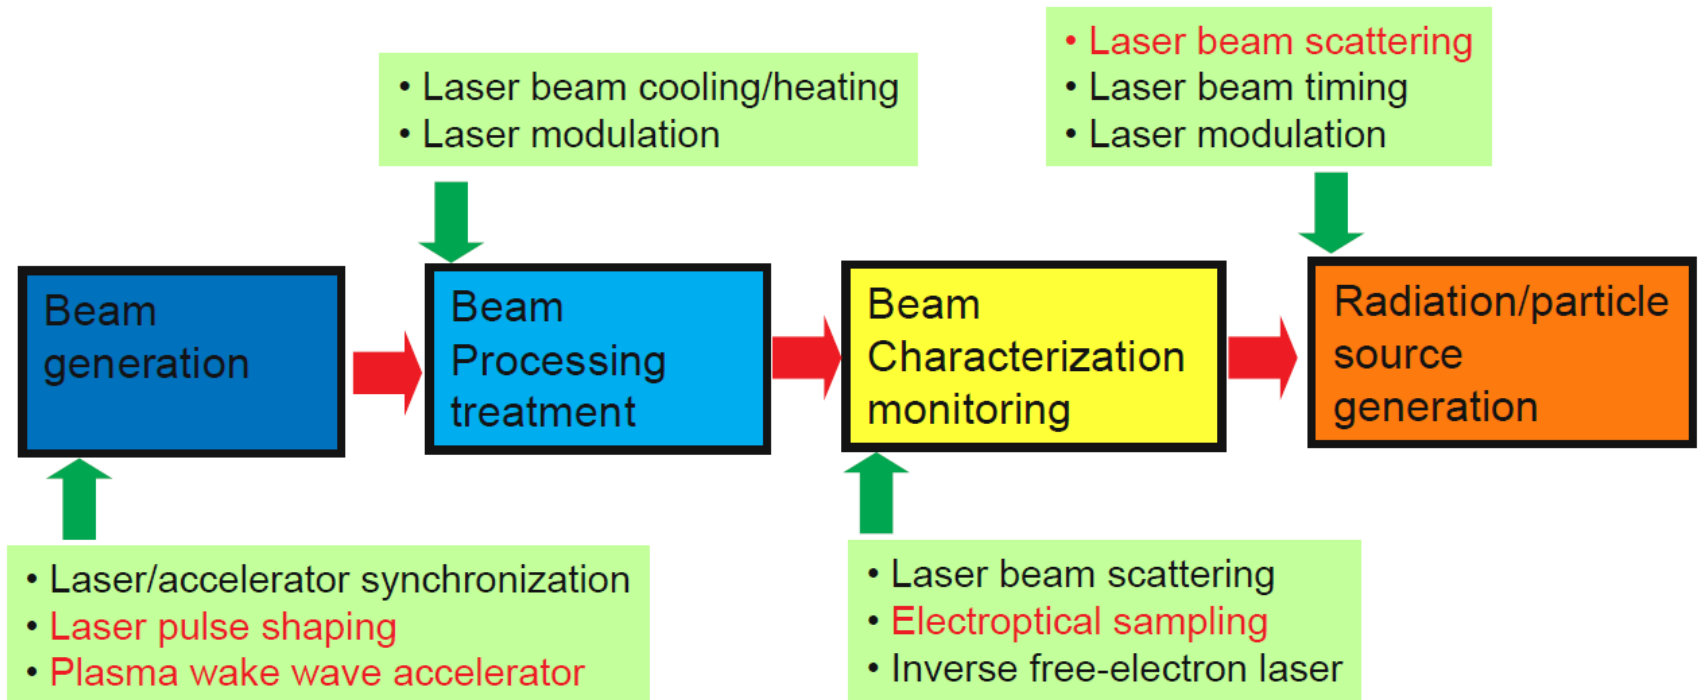 • Laser beam cooling/heating
• Laser modulation
• Laser beam scattering
• Laser beam timing
• Laser modulation
Beam
generation
Beam
Processing
treatment
Beam
Characterization
monitoring
Radiation/particle
source
generation
• Laser/accelerator synchronization
• Laser pulse shaping
• Plasma wake wave accelerator
• Laser beam scattering
• Electroptical sampling
• Inverse free-electron laser